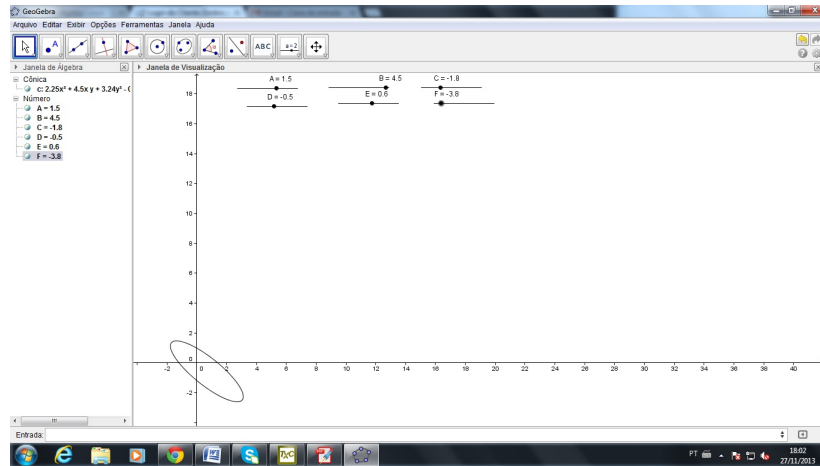 GeoGebra
Arquivo Editar Exibir Opções Ferramentas Janela Ajuda
A
ABC
a=2
Janela de Álgebra
Janela de Visualização
Cônica
c: 2.25x² + 4.5x y + 3.24y² - (
Número
A = 1.5
B = 4.5
C = -1.8
D = -0.5
E = 0.6
F = -3.8
A = 1.5
B = 4.5
C = -1.8
D = -0.5
E = 0.6
F = -3.8
18
16
14
12
10
8
6
4
2
0
-2
-2 0 2 4 6 8 10 12 14 16 18 20 22 24 26 28 30 32 34 36 38 40
Entrada:
PT
18:02
27/11/2013